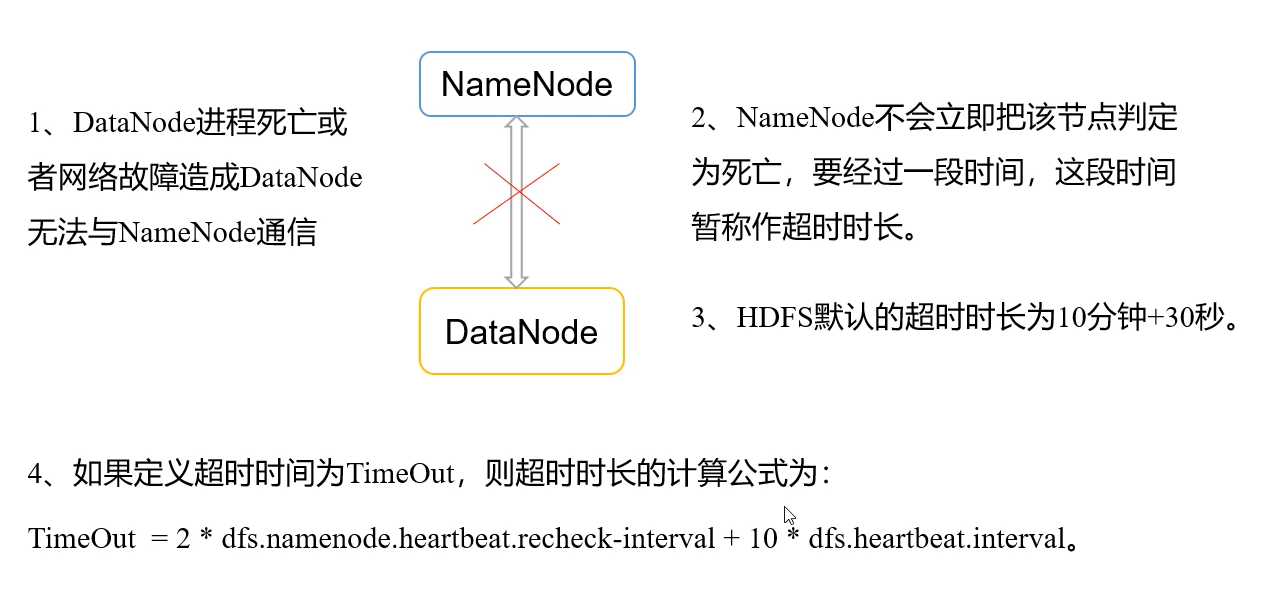 NameNode
1、DataNode进程死亡或
者网络故障造成DataNode
无法与NameNode通信
2、NameNode不会立即把该节点判定
为死亡，要经过一段时间，这段时间
暂称作超时时长。
DataNode
3、HDFS默认的超时时长为10分钟+30秒。
4、如果定义超时时间为TimeOut，则超时时长的计算公式为：
TimeOut = 2 * dfs.namenode.heartbeat.recheck-interval + 10 * dfs.heartbeat.interval。